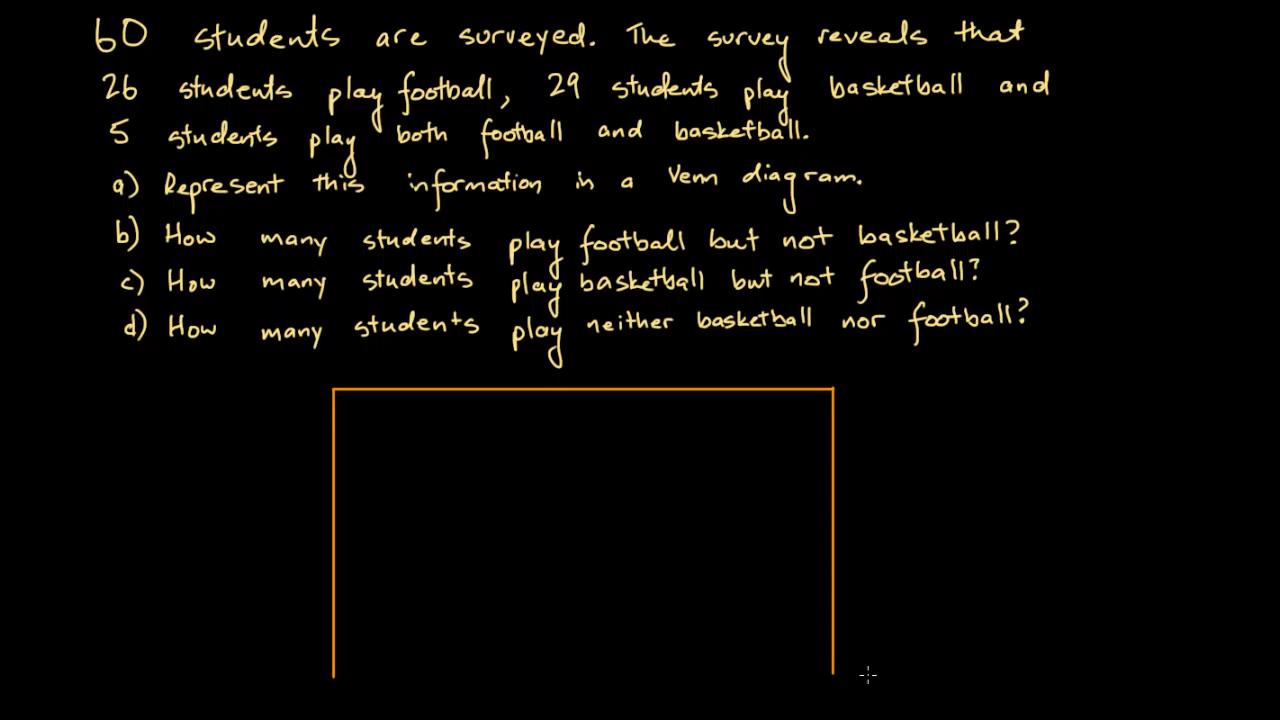 60 students are surveyed. The survey reveals that
26 students play football, 29 students play basketball and
5 students play both football and basketball.
a) Represent this information in a Venn diagram.
b) How many students play football but not basketball?
c) How many students play basketball but not football?
d) How many students play neither basketball nor football?